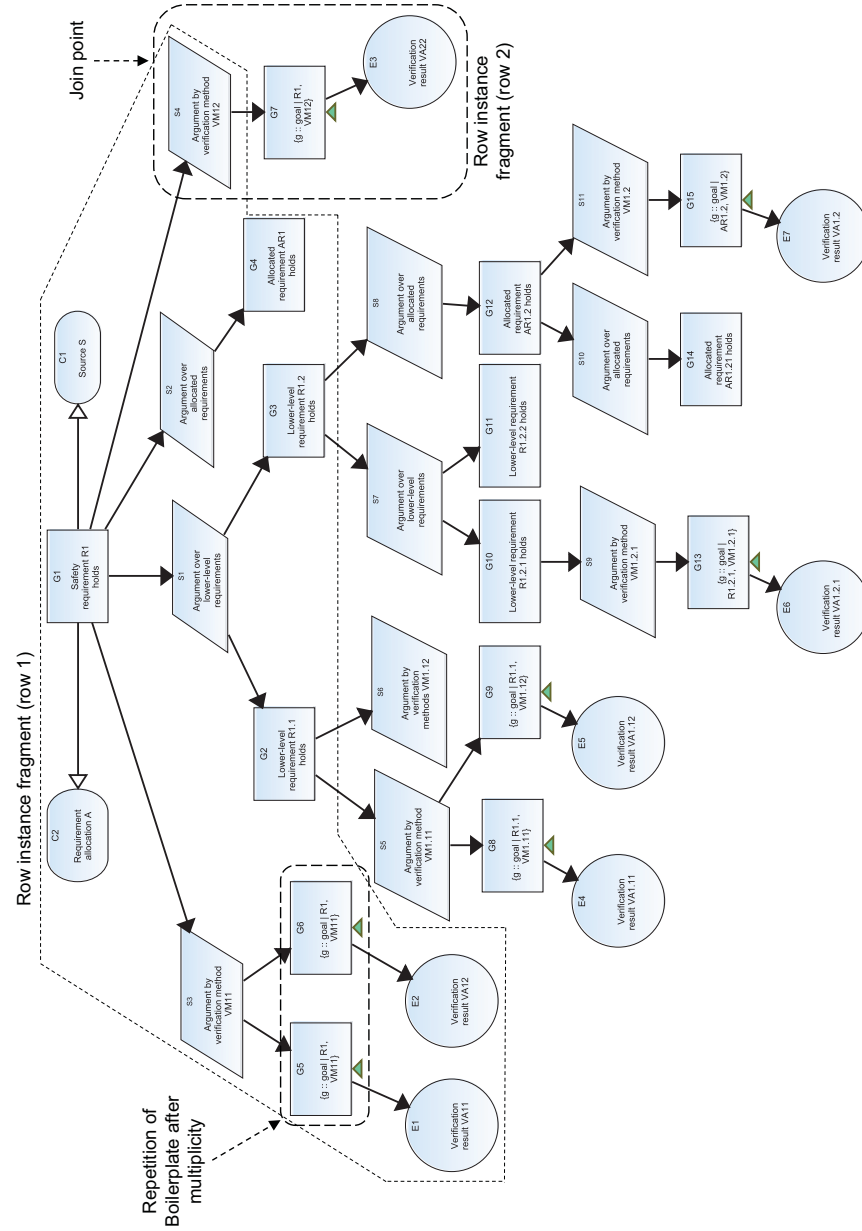 Row instance fragment (row 1)
Join point
Repetition of
Boilerplate after
multiplicity
Row instance
fragment (row 2)
C2
Requirement
allocation A
G1
Safety
requirement R1
holds
C1
Source S
S3
Argument by
verification method
VM11
S1
Argument over
lower-level
requirements
S2
Argument over
allocated
requirements
S4
Argument by
verification method
VM12
G5
{g :: goal | R1,
VM11}
G6
{g :: goal | R1,
VM11}
G2
Lower-level
requirement R1.1
holds
G3
Lower-level
requirement R1.2
holds
G4
Allocated
requirement AR1
holds
G7
{g :: goal | R1,
VM12}
E1
Verification
result VA11
E2
Verification
result VA12
S5
Argument by
verification method
VM1.11
S6
Argument by
verification
methods VM1.12
S7
Argument over
lower-level
requirements
S8
Argument over
allocated
requirements
E3
Verification
result VA22
G8
{g :: goal | R1.1,
VM1.11}
G9
{g :: goal | R1.1,
VM1.12}
G10
Lower-level requirement
R1.2.1 holds
G11
Lower-level requirement
R1.2.2 holds
G12
Allocated
requirement
AR1.2 holds
E4
Verification
result VA1.11
E5
Verification
result VA1.12
S9
Argument by
verification method
VM1.2.1
S10
Argument over
allocated
requirements
S11
Argument by
verification method
VM1.2
G13
{g :: goal |
R1.2.1, VM1.2.1}
G14
Allocated
requirement
AR1.21 holds
G15
{g :: goal |
AR1.2, VM1.2}
E6
Verification
result VA1.2.1
E7
Verification
result VA1.2